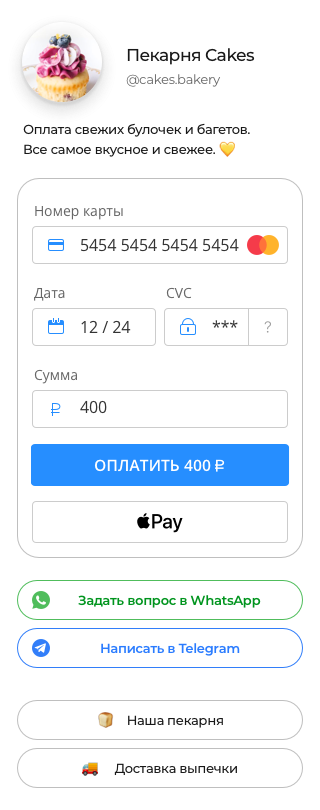 Пекарня Cakes
@cakes.bakery
Оплата свежих булочек и багетов.
Все самое вкусное и свежее. 💛
Номер карты
5454 5454 5454 5454
Дата
CVC
12 / 24
***
?
Сумма
₽ 400
ОПЛАТИТЬ 400 ₽
Pay
Задать вопрос в WhatsApp
Написать в Telegram
🍞 Наша пекарня
🚚 Доставка выпечки